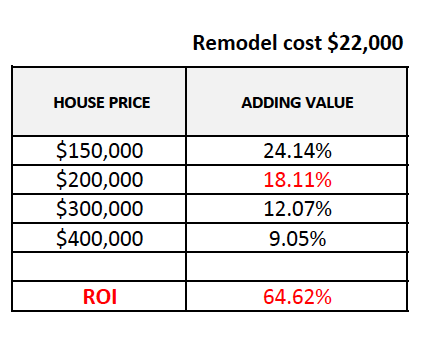 Remodel cost $22,000
HOUSE PRICE ADDING VALUE
$150,000 24.14%
$200,000 18.11%
$300,000 12.07%
$400,000 9.05%
ROI 64.62%